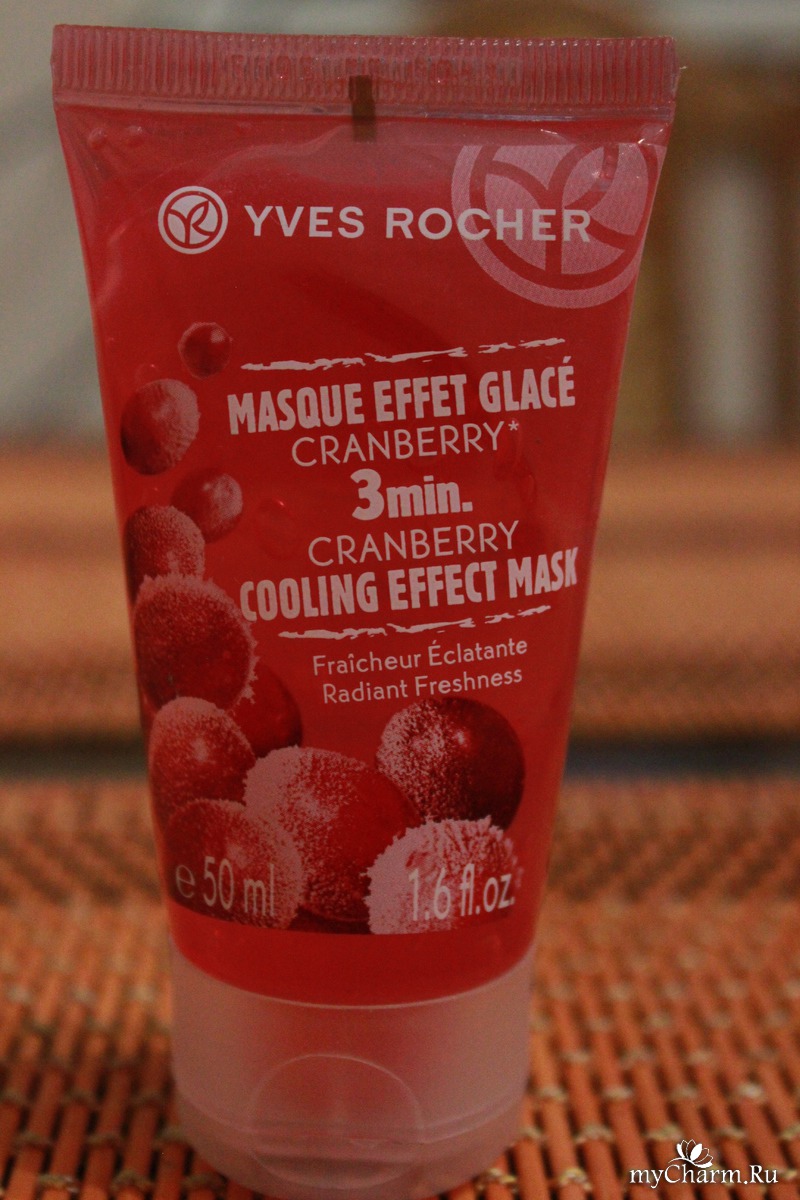 YVES ROCHER
MASQUE EFFET GLACÉ
CRANBERRY*
3min.
CRANBERRY
COOLING EFFECT MASK
Fraîcheur Éclatante
Radiant Freshness
℮ 50 ml 1.6 fl.oz.
myCharm.Ru